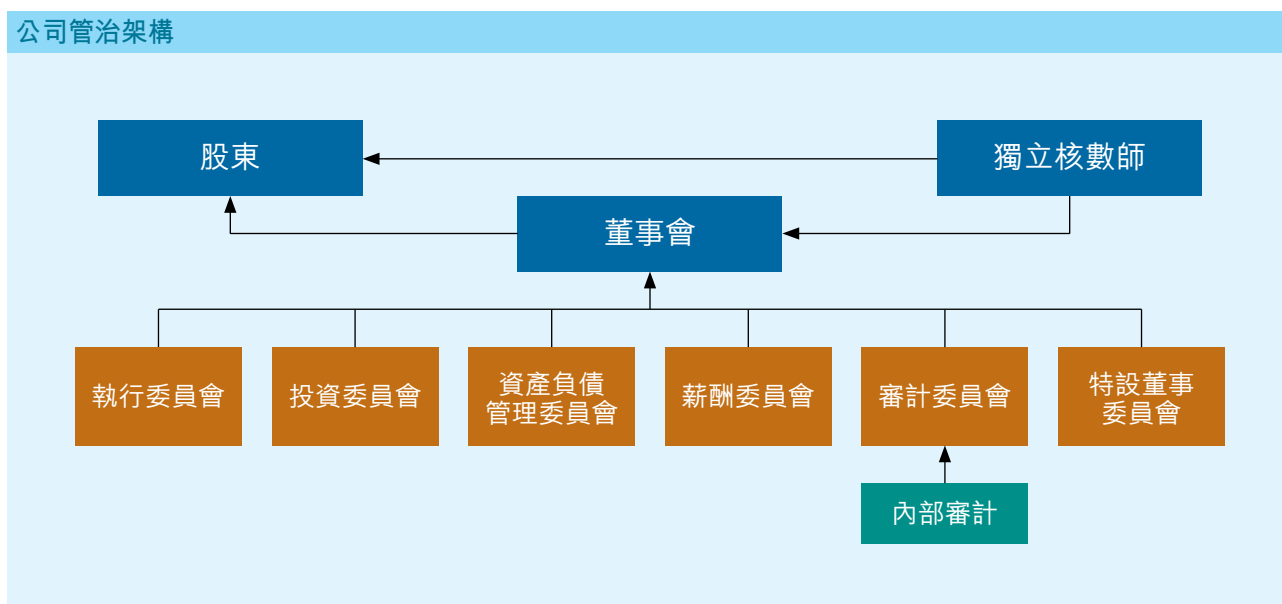 公司管治架構
股東
獨立核數師
董事會
執行委員會
投資委員會
資產負債
管理委員會
薪酬委員會
審計委員會
特設董事
委員會
內部審計